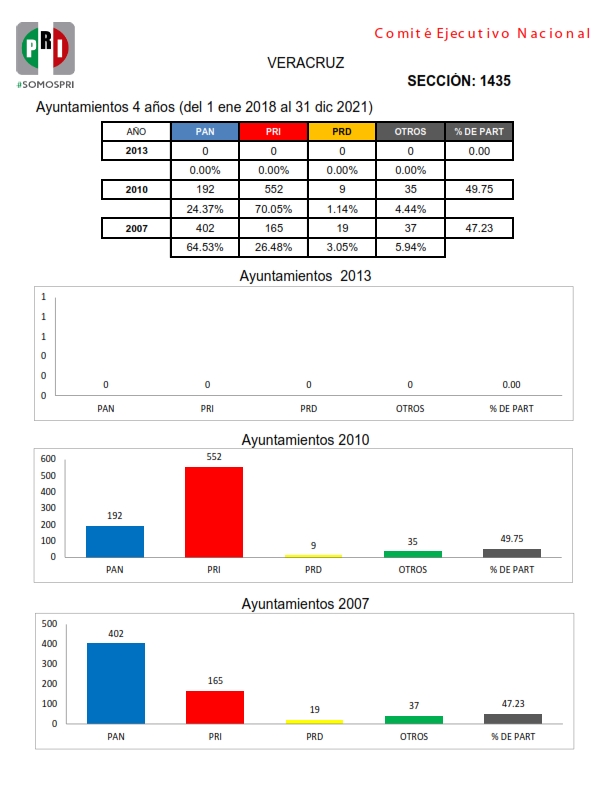 Comité Ejecutivo Nacional
PRI
#SOMOSPRI
VERACRUZ
SECCIÓN: 1435
Ayuntamientos 4 años (del 1 ene 2018 al 31 dic 2021)
AÑO PAN PRI PRD OTROS % DE PART
2013 0 0 0 0 0.00
0.00% 0.00% 0.00% 0.00%
2010 192 552 9 35 49.75
24.37% 70.05% 1.14% 4.44%
2007 402 165 19 37 47.23
64.53% 26.48% 3.05% 5.94%
Ayuntamientos 2013
1
1
1
0
0
0
0 0 0 0 0.00
PAN PRI PRD OTROS % DE PART
Ayuntamientos 2010
600
500
400
300
200
100
0
192 552 9 35 49.75
PAN PRI PRD OTROS % DE PART
Ayuntamientos 2007
500
400
300
200
100
0
402 165 19 37 47.23
PAN PRI PRD OTROS % DE PART